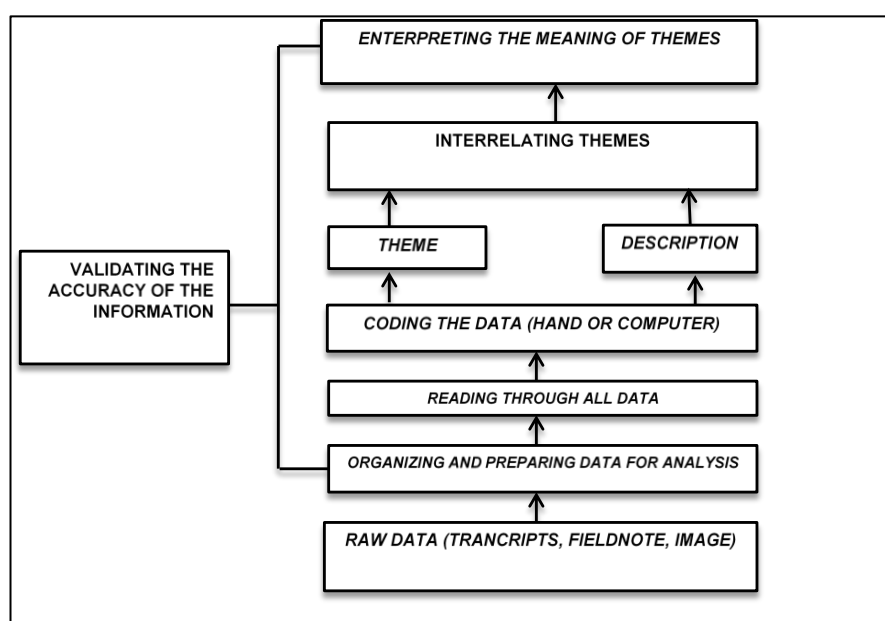 ENTERPRETING THE MEANING OF THEMES
INTERRELATING THEMES
THEME
DESCRIPTION
VALIDATING THE
ACCURACY OF THE
INFORMATION
CODING THE DATA (HAND OR COMPUTER)
READING THROUGH ALL DATA
ORGANIZING AND PREPARING DATA FOR ANALYSIS
RAW DATA (TRANCRIPTS, FIELDNOTE, IMAGE)